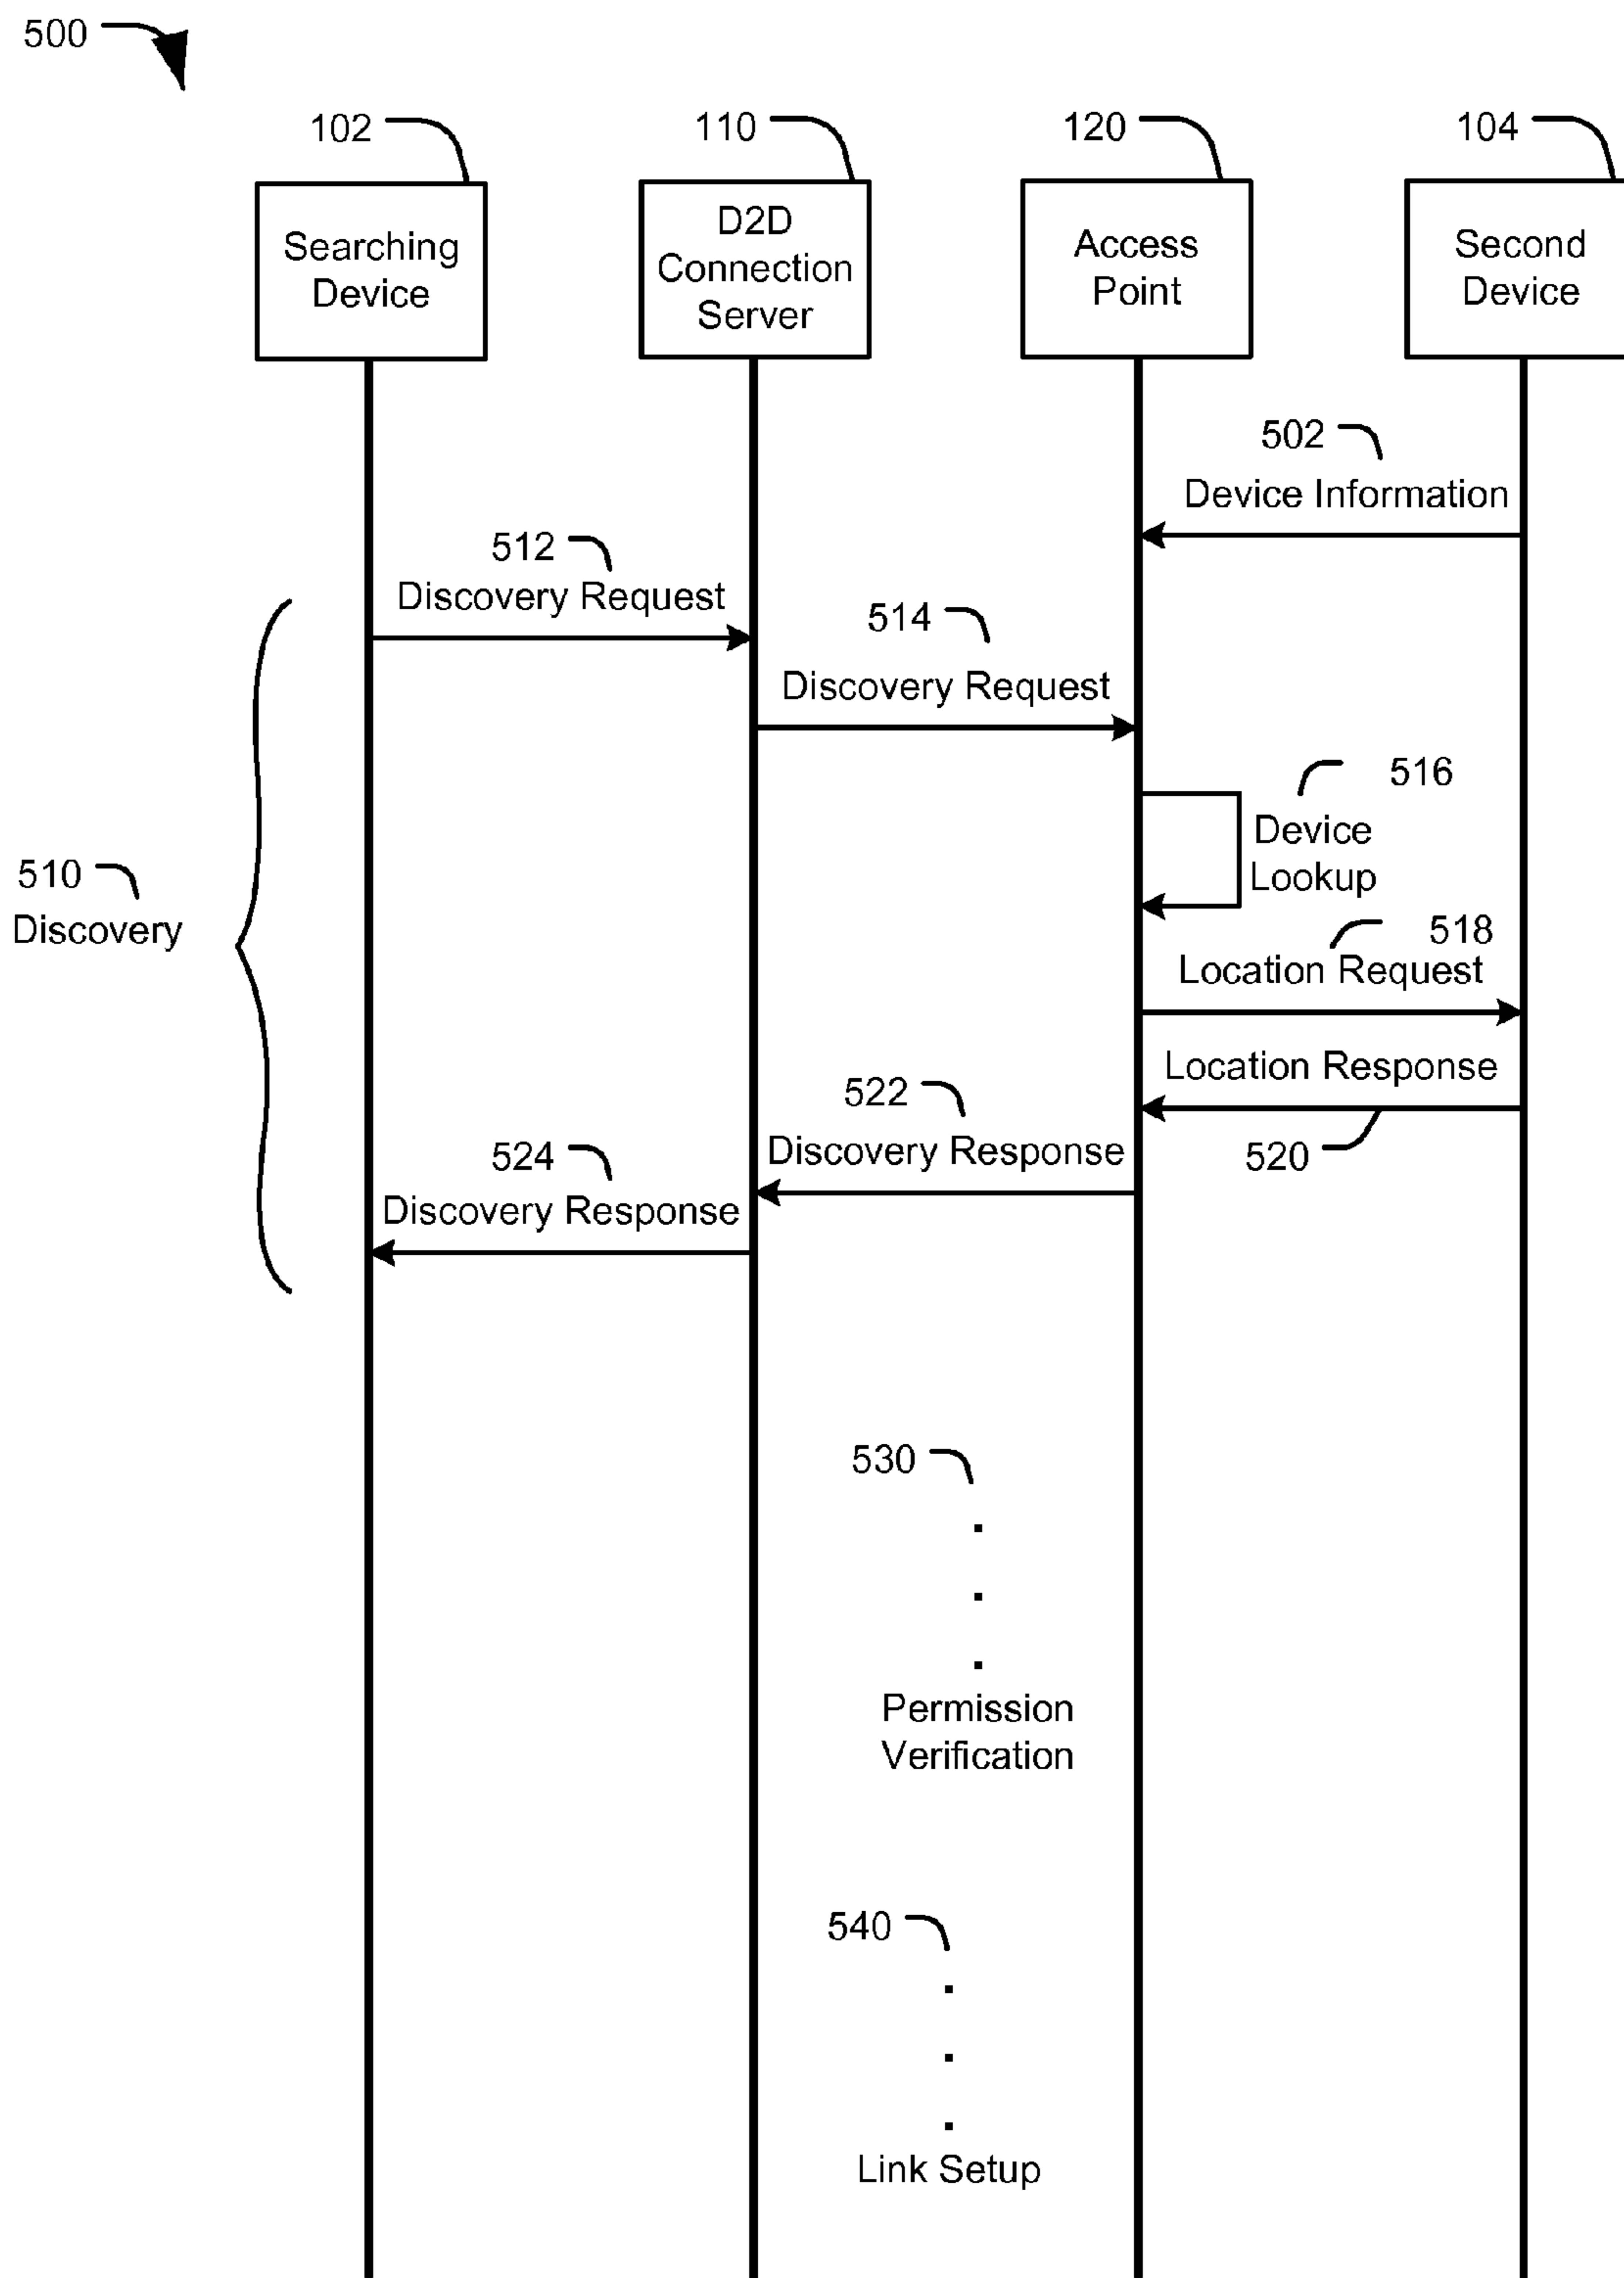 500
102
110
120
104
Searching
Device
D2D
Connection
Server
Access
Point
Second
Device
502
Device Information
512
Discovery Request
514
Discovery Request
516
Device
Lookup
510
Discovery
518
Location Request
Location Response
520
522
Discovery Response
524
Discovery Response
530
Permission
Verification
540
Link Setup